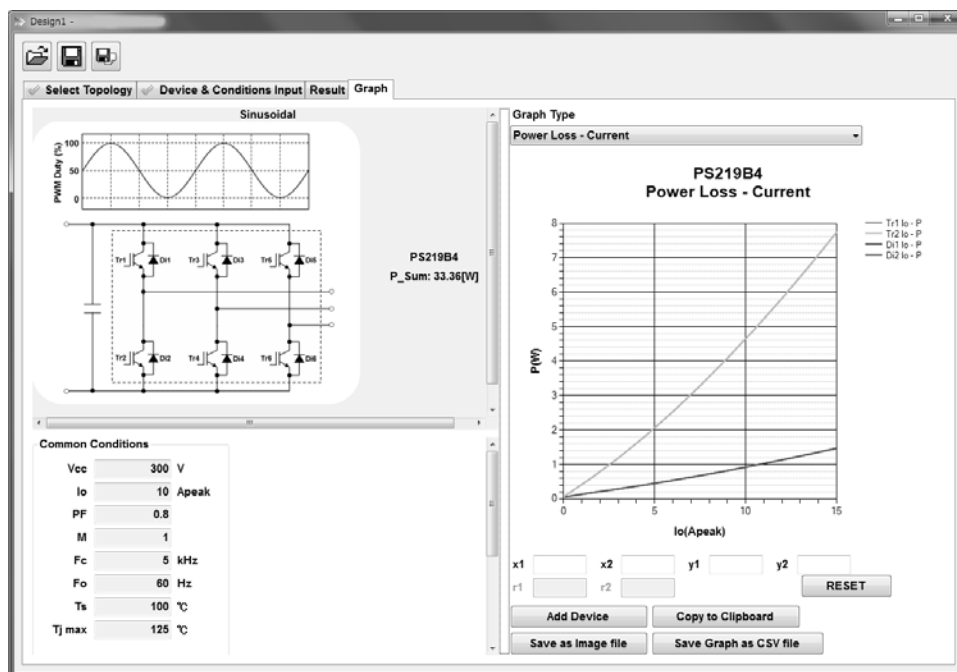 Design1 -
Select Topology
Device & Conditions Input
Result
Graph
Sinusoidal
PWM Duty (%)
100
50
0
Tr1
Di1
Tr3
Di3
Tr5
Di5
Tr2
Di2
Tr4
Di4
Tr6
Di6
PS219B4
P_Sum: 33.36[W]
Common Conditions
Vcc 300 V
Io 10 Apeak
PF 0.8
M 1
Fc 5 kHz
Fo 60 Hz
Ts 100 ℃
Tj max 125 ℃
Graph Type
Power Loss - Current
PS219B4
Power Loss - Current
P(W)
8
7
6
5
4
3
2
1
0
0 5 10 15
Io(Apeak)
Tr1 Io - P
Tr2 Io - P
Di1 Io - P
Di2 Io - P
x1 x2 y1 y2
r1 r2
RESET
Add Device
Copy to Clipboard
Save as Image file
Save Graph as CSV file